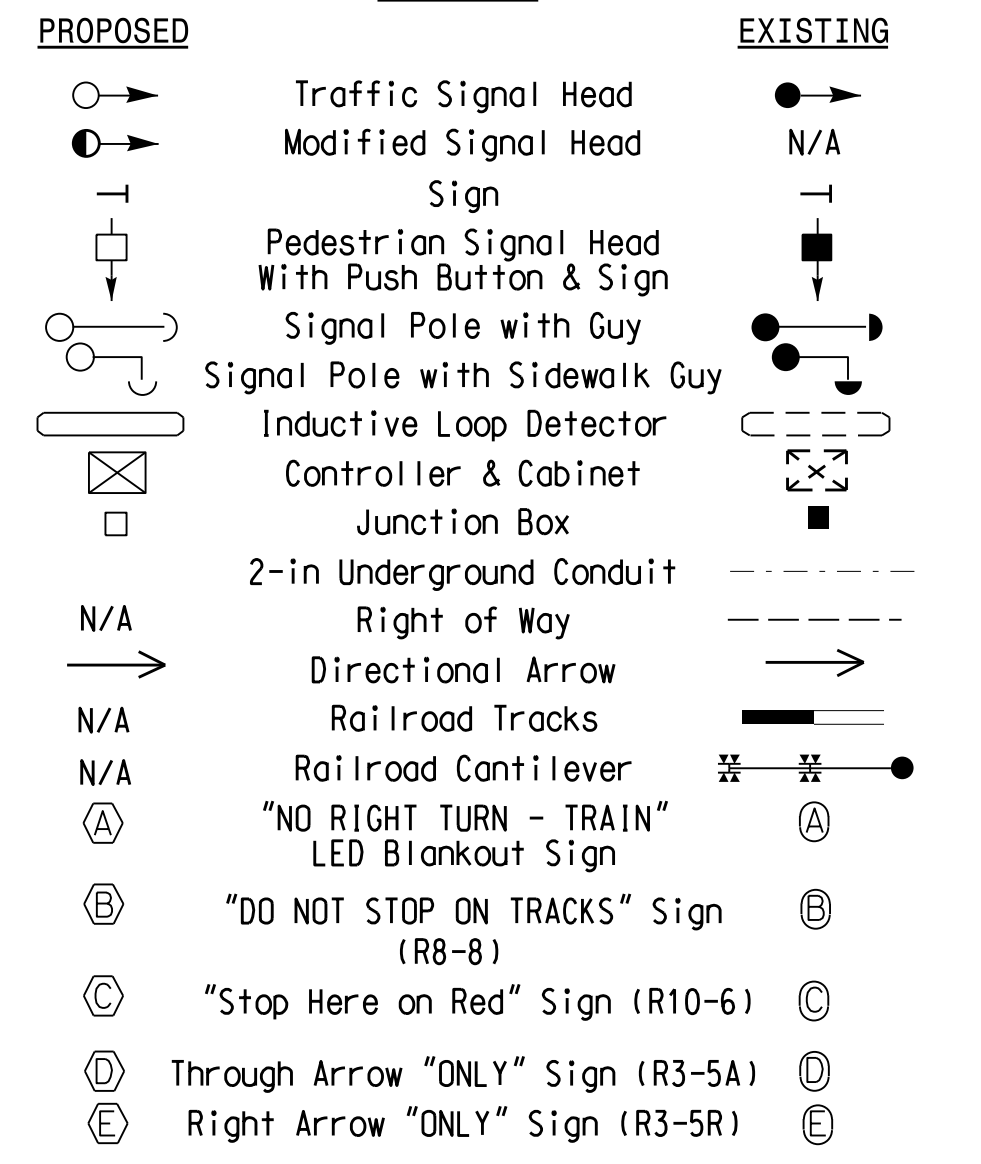 PROPOSED EXISTING
Traffic Signal Head
Modified Signal Head N/A
Sign
Pedestrian Signal Head
With Push Button & Sign
Signal Pole with Guy
Signal Pole with Sidewalk Guy
Inductive Loop Detector
Controller & Cabinet
Junction Box
2-in Underground Conduit
N/A Right of Way
Directional Arrow
N/A Railroad Tracks
N/A Railroad Cantilever
A "NO RIGHT TURN - TRAIN" A
LED Blankout Sign
B "DO NOT STOP ON TRACKS" Sign B
(R8-8)
C "Stop Here on Red" Sign (R10-6) C
D Through Arrow "ONLY" Sign (R3-5A) D
E Right Arrow "ONLY" Sign (R3-5R) E